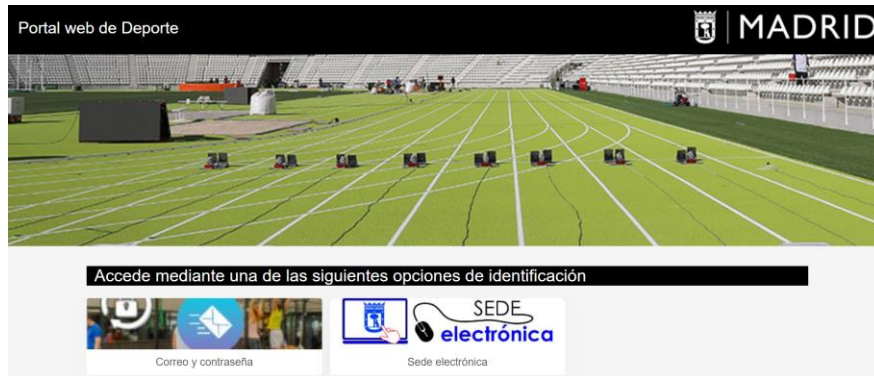 Portal web de Deporte
MADRID
Accede mediante una de las siguientes opciones de identificación
SEDE
electrónica
Correo y contraseña
Sede electrónica